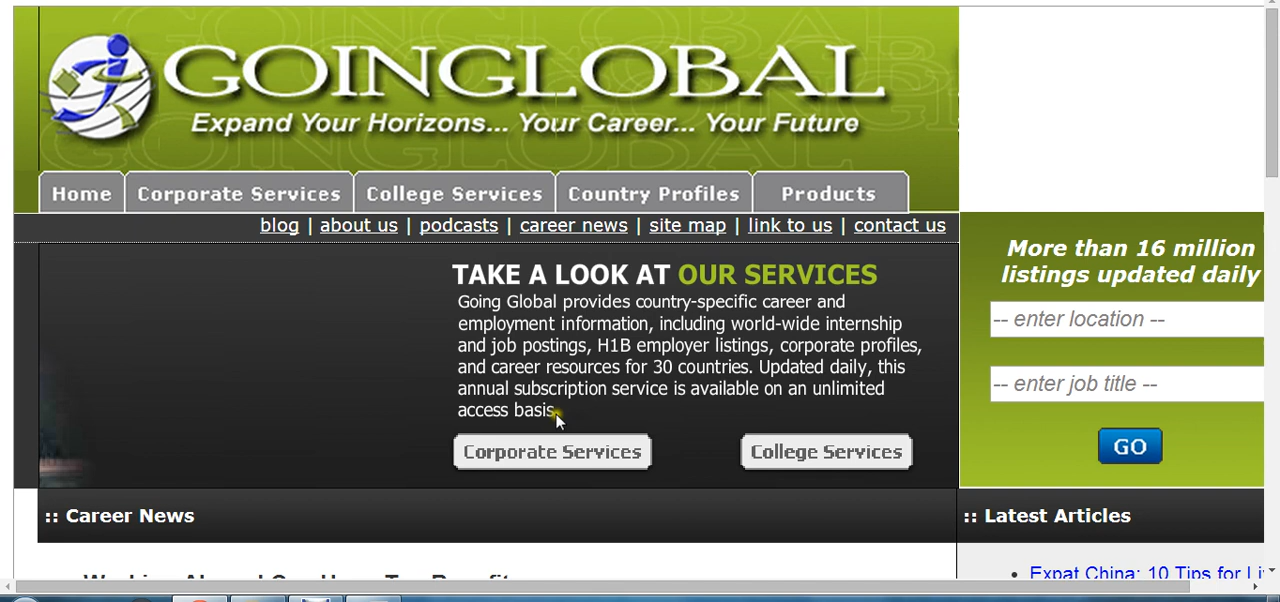 GOINGLOBAL
Expand Your Horizons... Your Career... Your Future
Home Corporate Services College Services Country Profiles Products
blog | about us | podcasts | career news | site map | link to us | contact us
TAKE A LOOK AT OUR SERVICES
Going Global provides country-specific career and
employment information, including world-wide internship
and job postings, H1B employer listings, corporate profiles,
and career resources for 30 countries. Updated daily, this
annual subscription service is available on an unlimited
access basis.
Corporate Services College Services
More than 16 million
listings updated daily
-- enter location --
-- enter job title --
GO
:: Career News
:: Latest Articles
Expat China: 10 Tips for